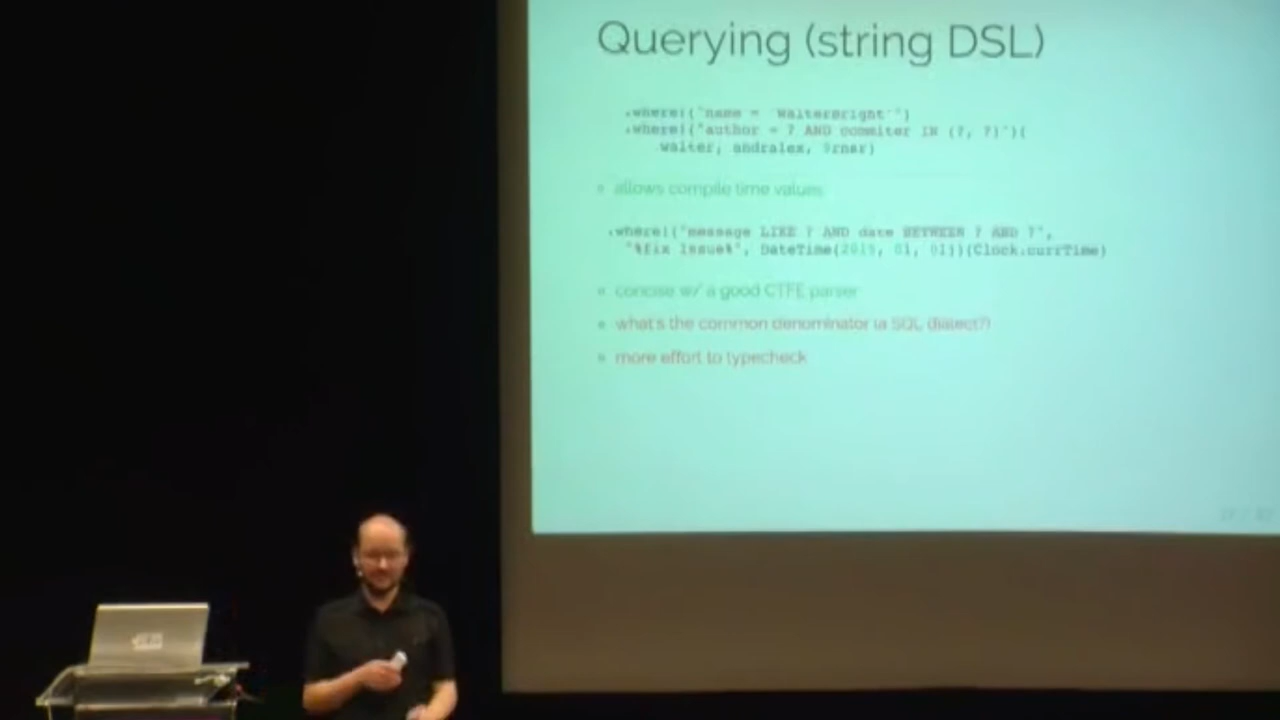 Querying (string DSL)
.where!("name = 'WalterBright'")
.where!("author = ? AND commiter IN (?, ?)")(
walter, andralex, 9rnsr)
allows compile time values
.where!("message LIKE ? AND date BETWEEN ? AND ?",
"%Fix Issue%", DateTime(2015, 01, 01))(Clock.currTime)
concise w/ a good CTFE parser
what's the common denominator (a SQL dialect?)
more effort to typecheck